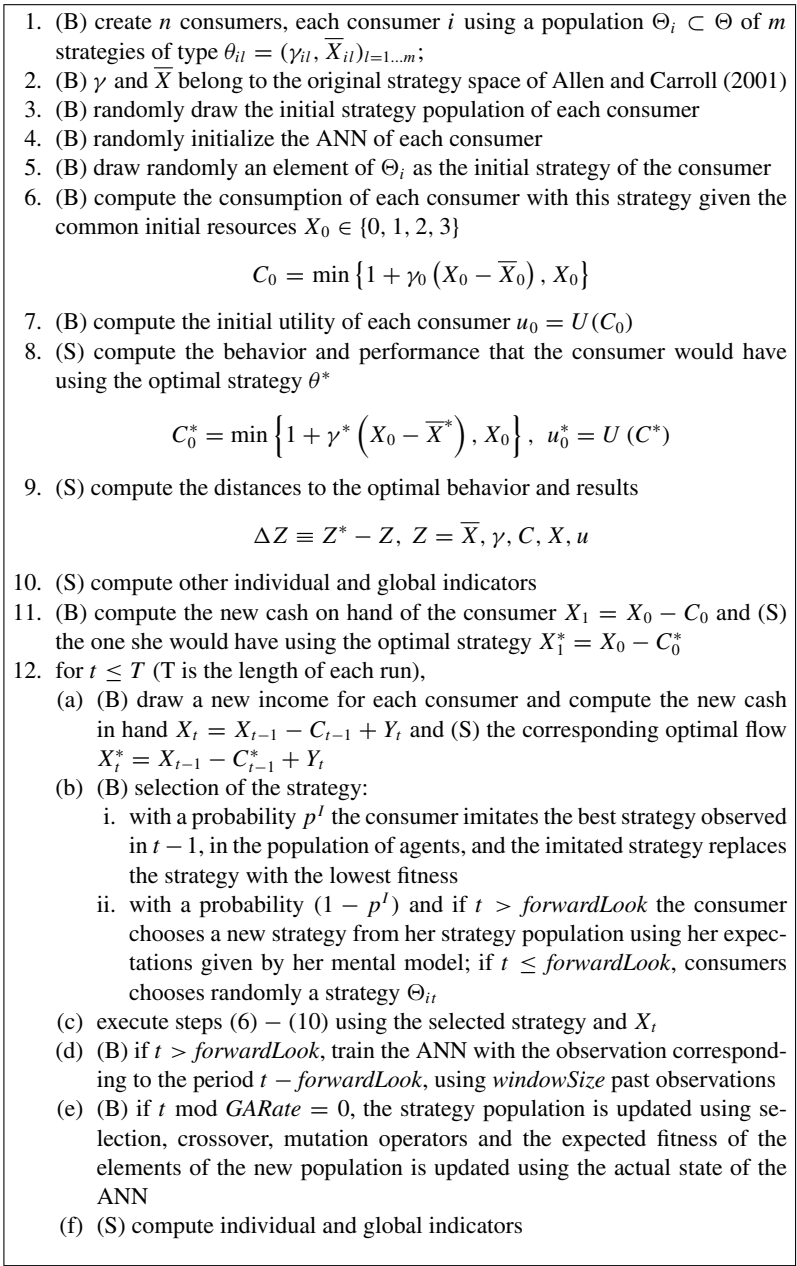 1. (B) create n consumers, each consumer i using a population Θ_i ⊂ Θ of m
strategies of type θ_il = (γ_il, X̅_il)_l=1...m;
2. (B) γ and X̅ belong to the original strategy space of Allen and Carroll (2001)
3. (B) randomly draw the initial strategy population of each consumer
4. (B) randomly initialize the ANN of each consumer
5. (B) draw randomly an element of Θ_i as the initial strategy of the consumer
6. (B) compute the consumption of each consumer with this strategy given the
common initial resources X_0 ∈ {0, 1, 2, 3}
C_0 = min {1 + γ_0 (X_0 − X̅_0) , X_0}
7. (B) compute the initial utility of each consumer u_0 = U(C_0)
8. (S) compute the behavior and performance that the consumer would have
using the optimal strategy θ*
C_0^* = min {1 + γ^* (X_0 − X̅^*) , X_0} , u_0^* = U (C^*)
9. (S) compute the distances to the optimal behavior and results
ΔZ ≡ Z^* − Z, Z = X̅, γ, C, X, u
10. (S) compute other individual and global indicators
11. (B) compute the new cash on hand of the consumer X_1 = X_0 − C_0 and (S)
the one she would have using the optimal strategy X_1^* = X_0 − C_0^*
12. for t ≤ T (T is the length of each run),
(a) (B) draw a new income for each consumer and compute the new cash
in hand X_t = X_t−1 − C_t−1 + Y_t and (S) the corresponding optimal flow
X_t^* = X_t−1 − C_t−1^* + Y_t
(b) (B) selection of the strategy:
i. with a probability p^I the consumer imitates the best strategy observed
in t − 1, in the population of agents, and the imitated strategy replaces
the strategy with the lowest fitness
ii. with a probability (1 − p^I) and if t > forwardLook the consumer
chooses a new strategy from her strategy population using her expec-
tations given by her mental model; if t ≤ forwardLook, consumers
chooses randomly a strategy Θ_it
(c) execute steps (6) − (10) using the selected strategy and X_t
(d) (B) if t > forwardLook, train the ANN with the observation correspond-
ing to the period t − forwardLook, using windowSize past observations
(e) (B) if t mod GARate = 0, the strategy population is updated using se-
lection, crossover, mutation operators and the expected fitness of the
elements of the new population is updated using the actual state of the
ANN
(f) (S) compute individual and global indicators